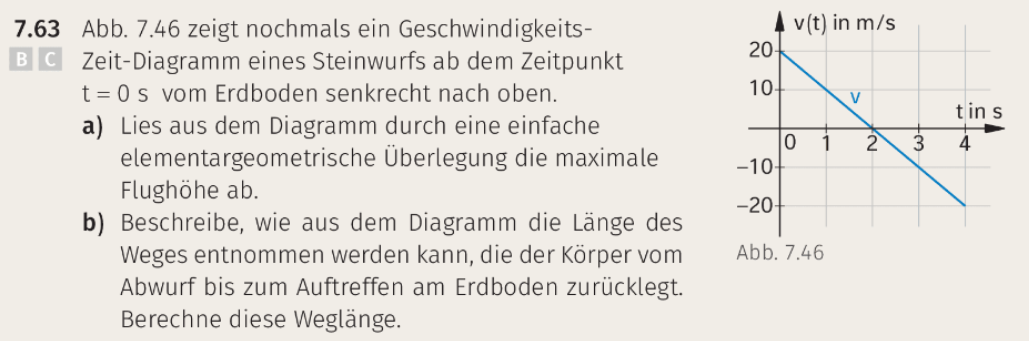 7.63 Abb. 7.46 zeigt nochmals ein Geschwindigkeits-
B C Zeit-Diagramm eines Steinwurfs ab dem Zeitpunkt
t = 0 s vom Erdboden senkrecht nach oben.
a) Lies aus dem Diagramm durch eine einfache
elementargeometrische Überlegung die maximale
Flughöhe ab.
b) Beschreibe, wie aus dem Diagramm die Länge des
Weges entnommen werden kann, die der Körper vom
Abwurf bis zum Auftreffen am Erdboden zurücklegt.
Berechne diese Weglänge.
v(t) in m/s
20
10
v
t in s
0 1 2 3 4
−10
−20
Abb. 7.46